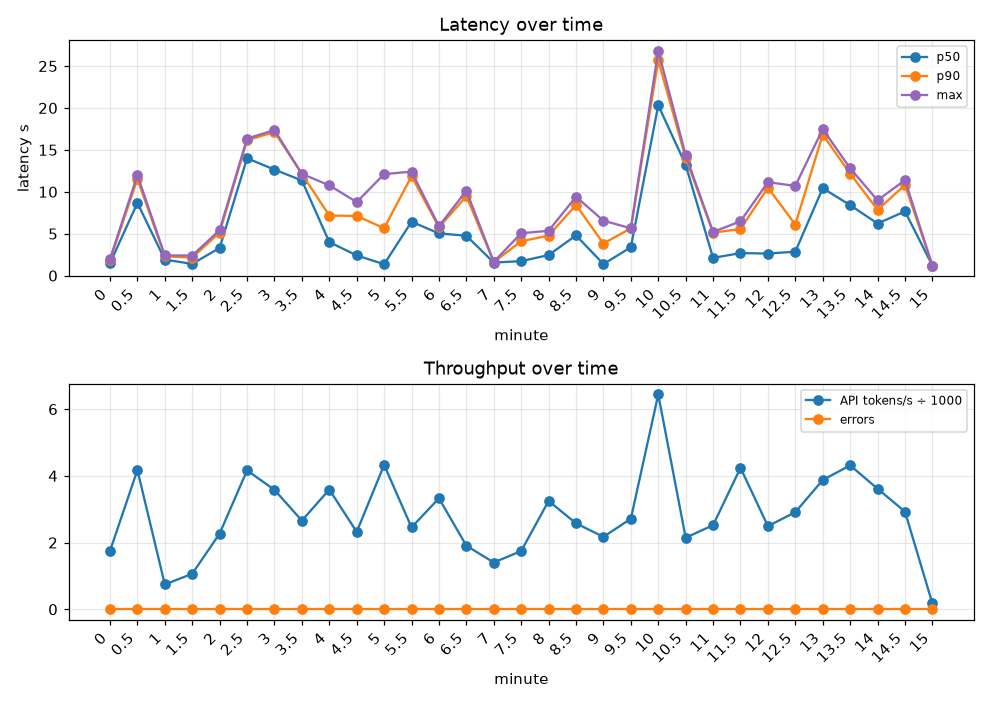 Latency over time
25
20
15
10
5
0
latency s
p50
p90
max
0 0.5 1 1.5 2 2.5 3 3.5 4 4.5 5 5.5 6 6.5 7 7.5 8 8.5 9 9.5 10 10.5 11 11.5 12 12.5 13 13.5 14 14.5 15
minute
Throughput over time
6
4
2
0
API tokens/s ÷ 1000
errors
0 0.5 1 1.5 2 2.5 3 3.5 4 4.5 5 5.5 6 6.5 7 7.5 8 8.5 9 9.5 10 10.5 11 11.5 12 12.5 13 13.5 14 14.5 15
minute